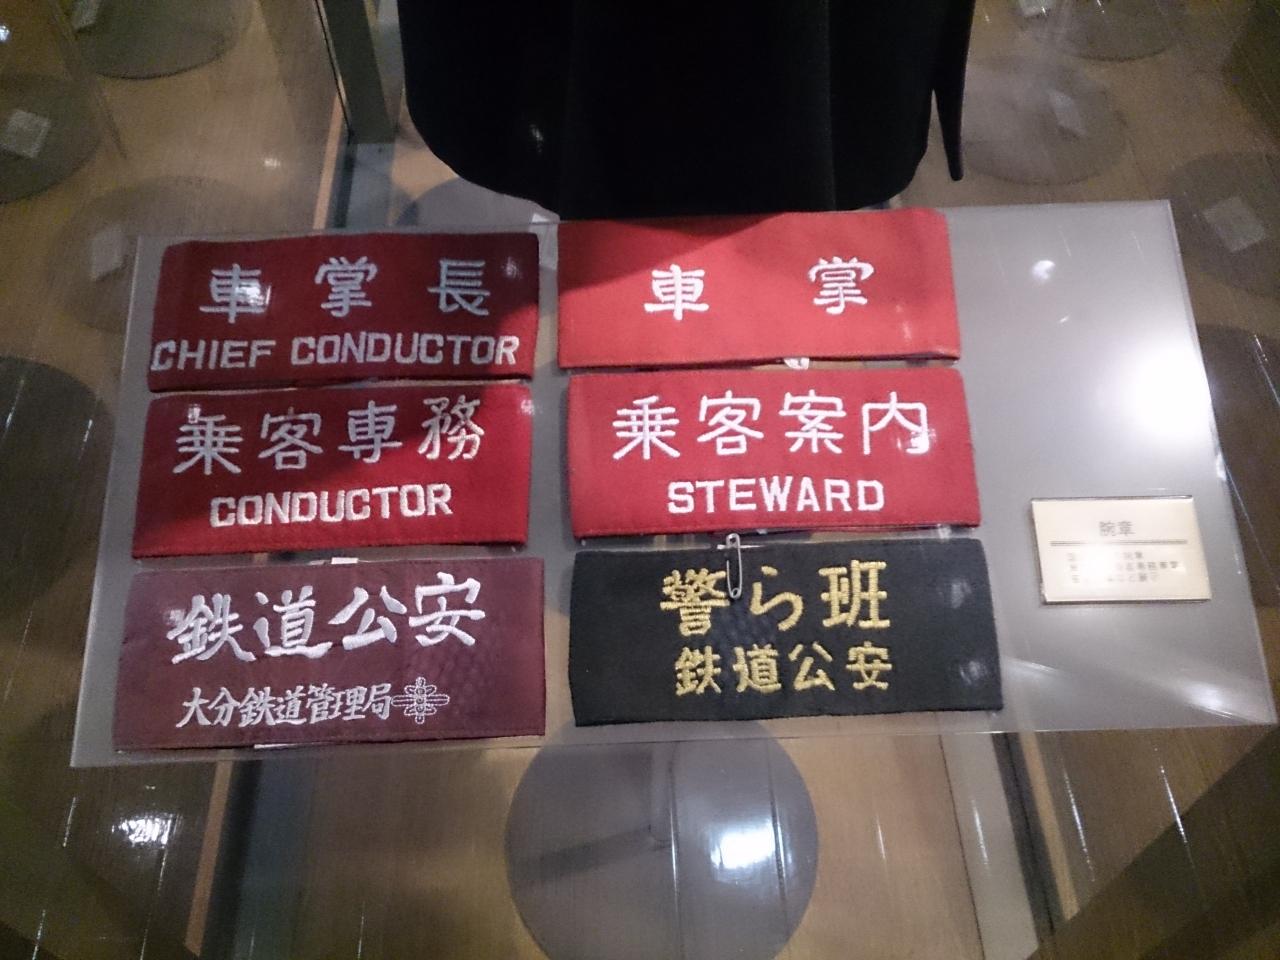 車掌長
CHIEF CONDUCTOR
車掌
乗客専務
CONDUCTOR
乗客案内
STEWARD
鉄道公安
大分鉄道管理局
警ら班
鉄道公安
腕章